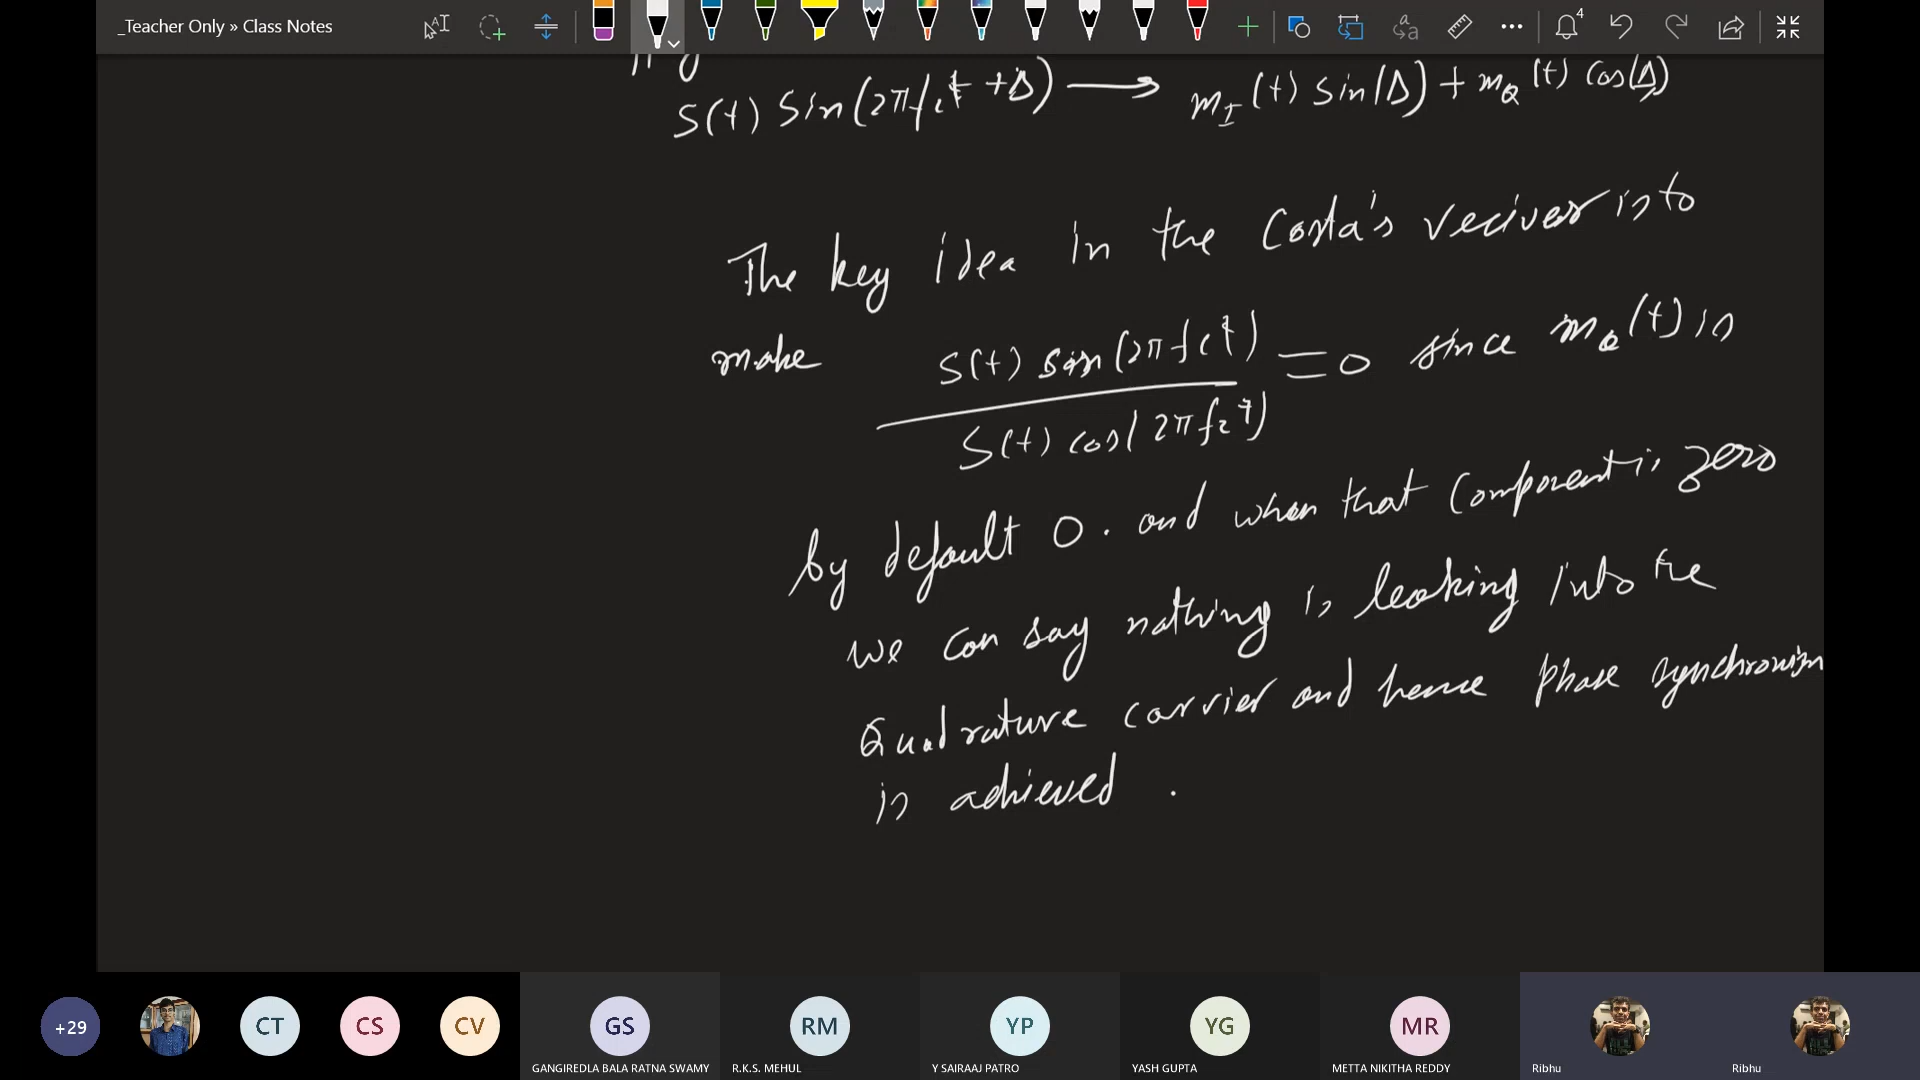 _Teacher Only » Class Notes
4
S(t) Sin(2πfct + Δ) ⟶ mI(t) Sin(Δ) + mQ(t) Cos(Δ)
The key idea in the Costa's reciver is to
make S(t) sin(2πfct)
S(t) cos(2πfct)
= 0 since mQ(t) is
by default 0. and when that component is zero
we can say nothing is leaking into the
Quadrature carrier and hence phase synchronism
is achieved.
+29
CT
CS
CV
GS
RM
YP
YG
MR
GANGIREDLA BALA RATNA SWAMY
R.K.S. MEHUL
Y SAIRAAJ PATRO
YASH GUPTA
METTA NIKITHA REDDY
Ribhu
Ribhu